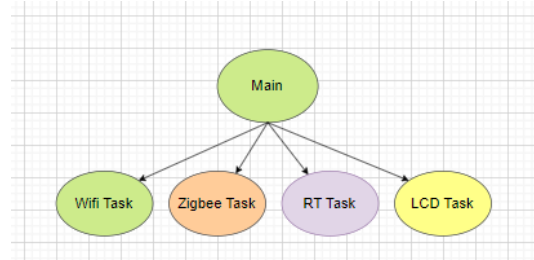 Main
Wifi Task
Zigbee Task
RT Task
LCD Task